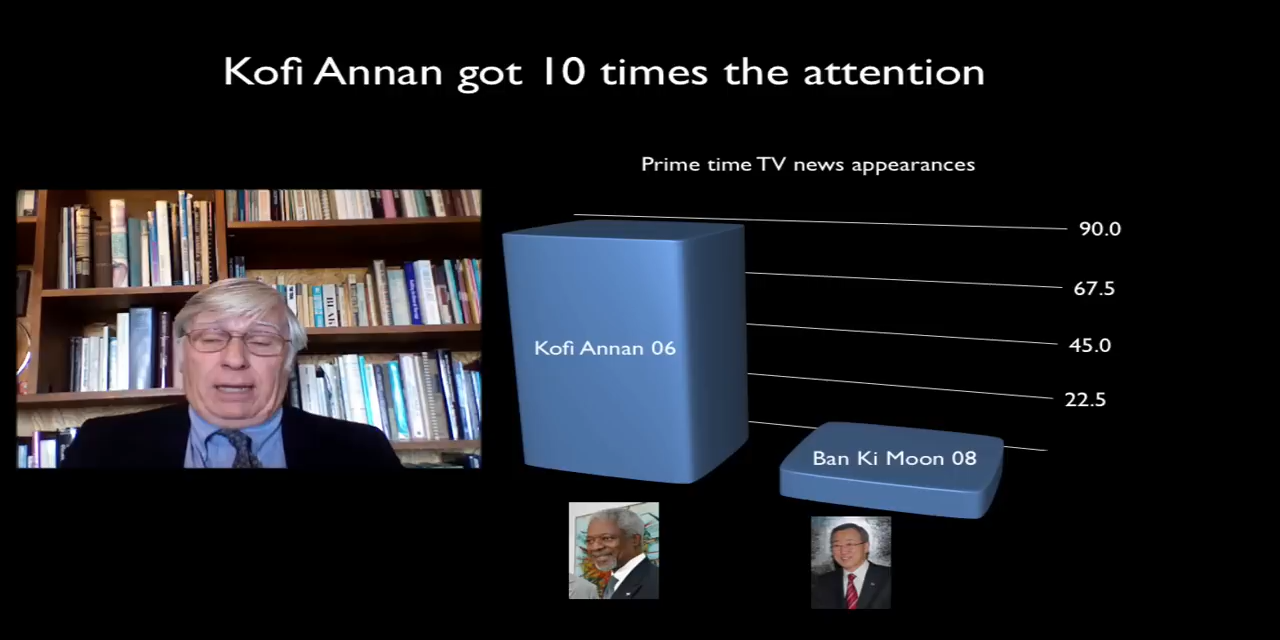 Kofi Annan got 10 times the attention
Prime time TV news appearances
90.0
67.5
45.0
22.5
Kofi Annan 06
Ban Ki Moon 08